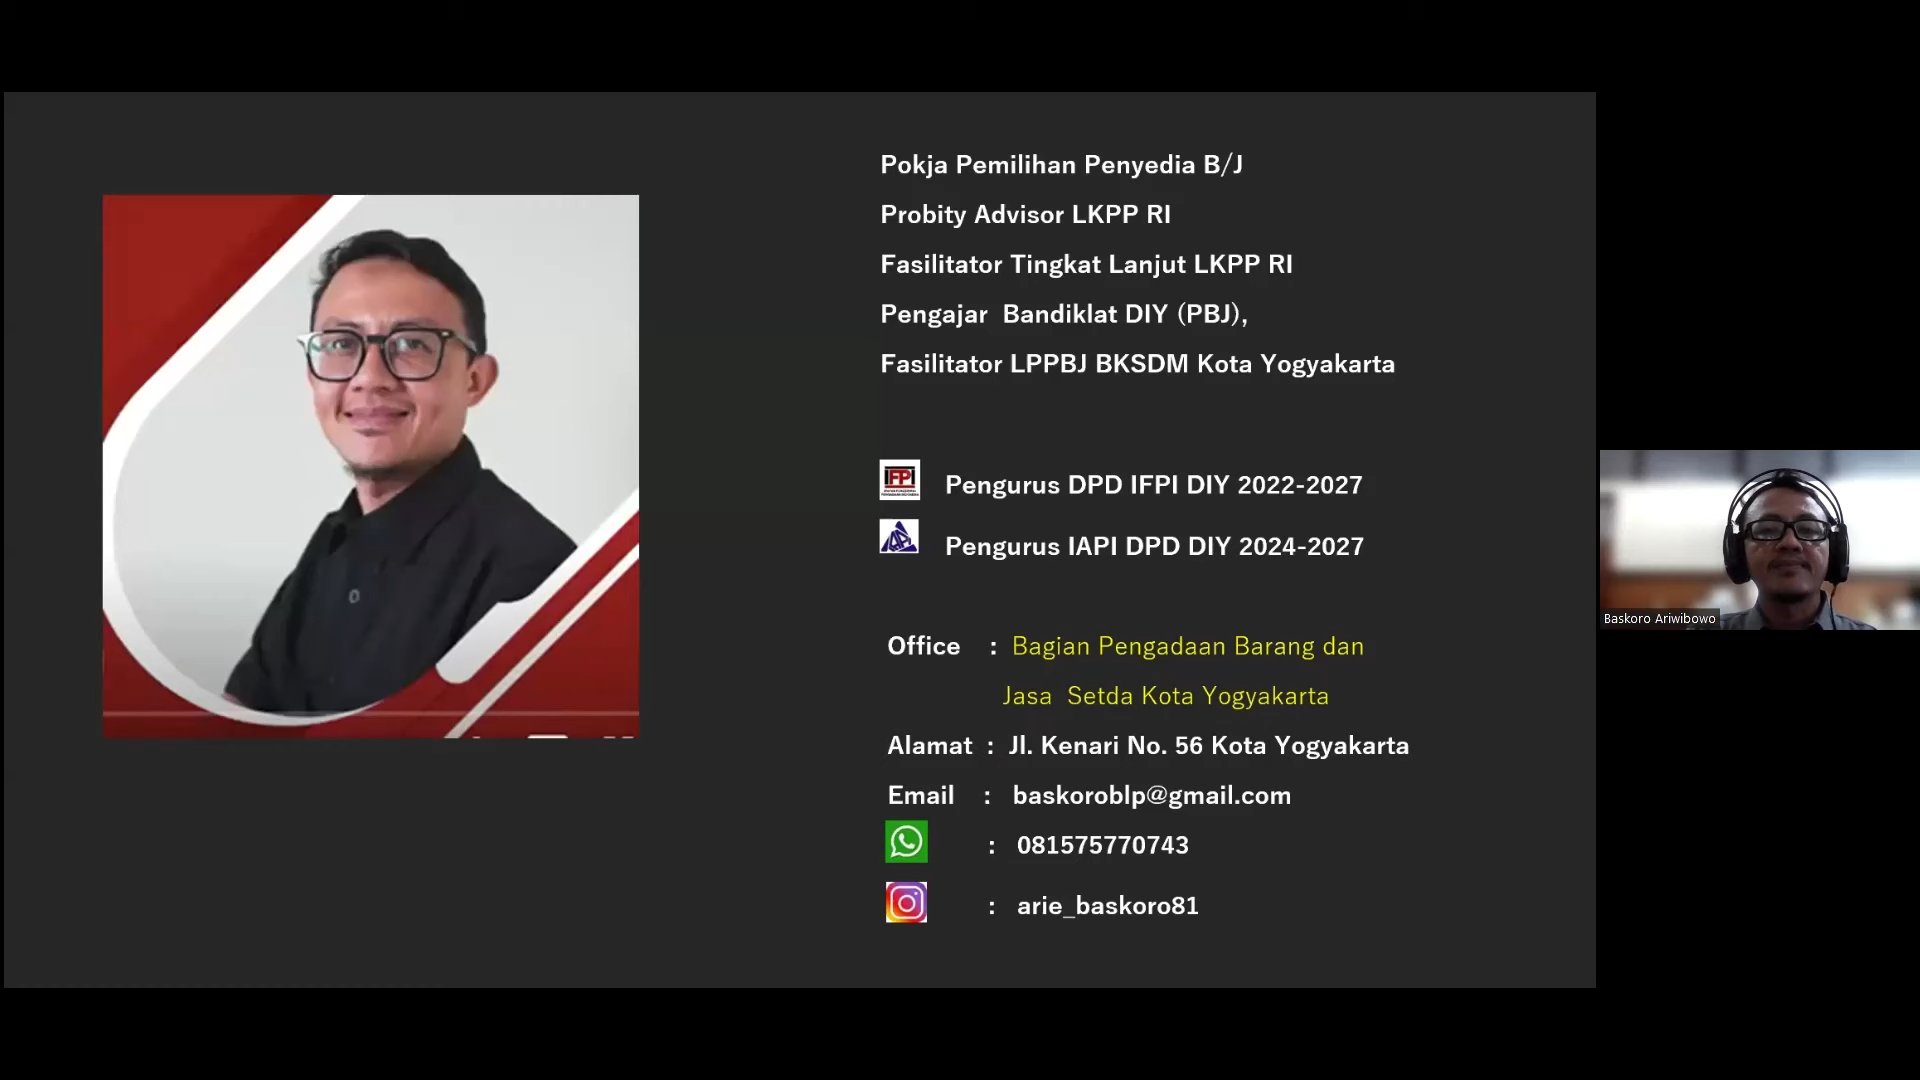 Pokja Pemilihan Penyedia B/J
Probity Advisor LKPP RI
Fasilitator Tingkat Lanjut LKPP RI
Pengajar  Bandiklat DIY (PBJ),
Fasilitator LPPBJ BKSDM Kota Yogyakarta
IFPI
Pengurus DPD IFPI DIY 2022-2027
Pengurus IAPI DPD DIY 2024-2027
Office : Bagian Pengadaan Barang dan
Jasa  Setda Kota Yogyakarta
Alamat : Jl. Kenari No. 56 Kota Yogyakarta
Email : baskoroblp@gmail.com
: 081575770743
: arie_baskoro81
Baskoro Ariwibowo